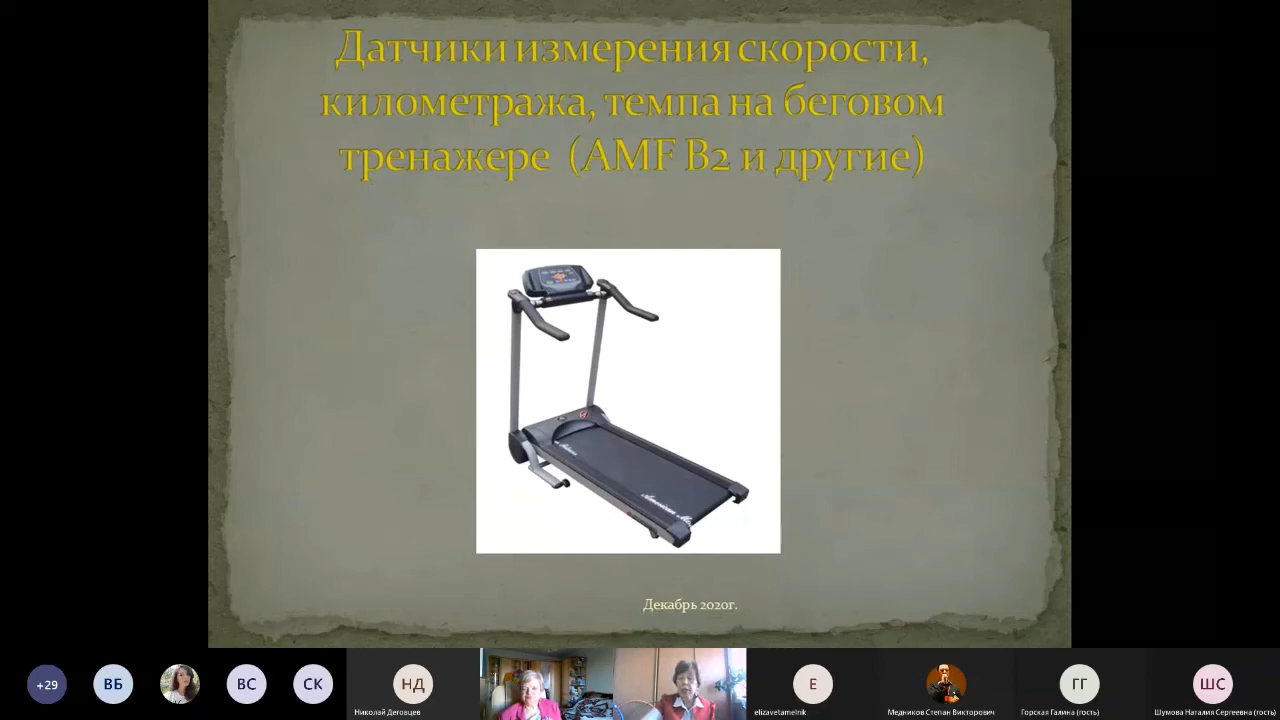 Датчики измерения скорости,
километража, темпа на беговом
тренажере (AMF B2 и другие)
Декабрь 2020г.
+29
ВБ
ВС
СК
НД
Николай Деговцев
E
elizavetamelnik
Медников Степан Викторович
ГГ
Горская Галина (гость)
ШС
Шумова Наталия Сергеевна (гость)